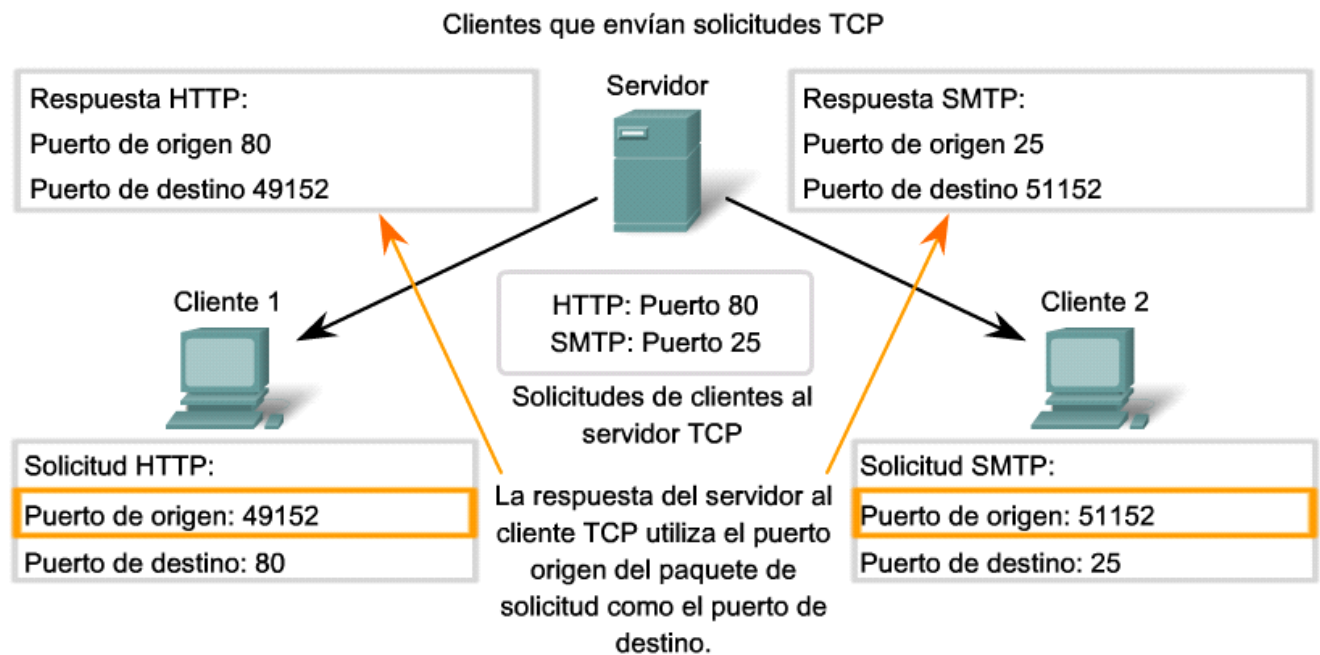 Clientes que envían solicitudes TCP
Respuesta HTTP:
Puerto de origen 80
Puerto de destino 49152
Servidor
Respuesta SMTP:
Puerto de origen 25
Puerto de destino 51152
Cliente 1
HTTP: Puerto 80
SMTP: Puerto 25
Cliente 2
Solicitudes de clientes al
servidor TCP
Solicitud HTTP:
Puerto de origen: 49152
Puerto de destino: 80
La respuesta del servidor al
cliente TCP utiliza el puerto
origen del paquete de
solicitud como el puerto de
destino.
Solicitud SMTP:
Puerto de origen: 51152
Puerto de destino: 25